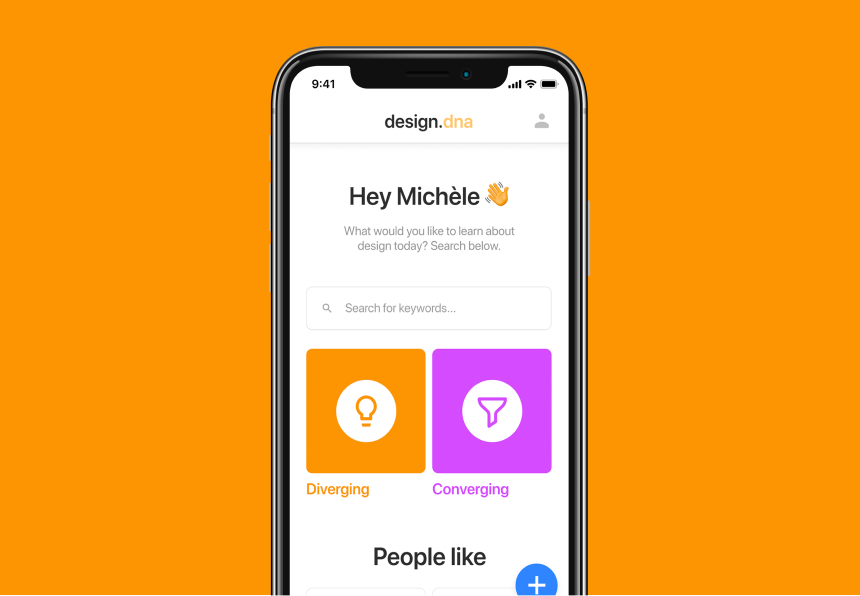 9:41
design.dna
Hey Michèle 👋
What would you like to learn about
design today? Search below.
Search for keywords...
Diverging
Converging
People like